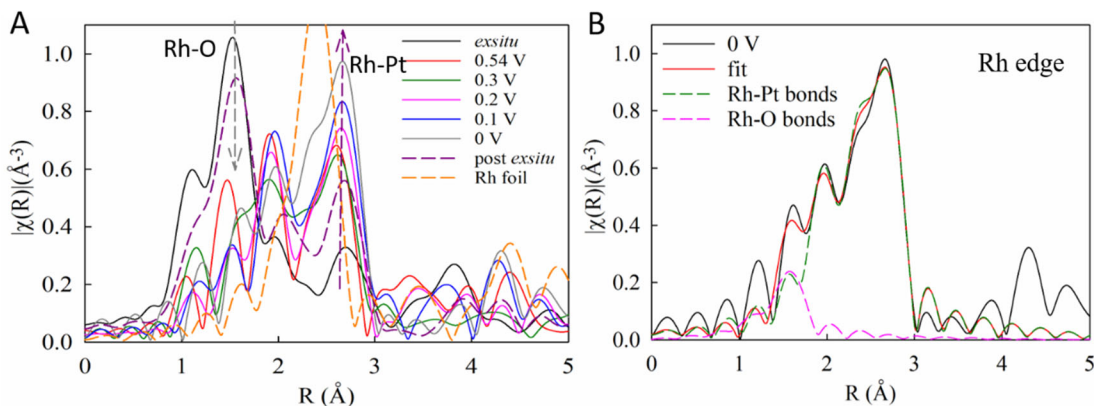 A
Rh-O
Rh-Pt
exsitu
0.54 V
0.3 V
0.2 V
0.1 V
0 V
post exsitu
Rh foil
|χ(R)|(Å-3)
1.0
0.8
0.6
0.4
0.2
0.0
0 1 2 3 4 5
R (Å)
B
0 V
fit
Rh-Pt bonds
Rh-O bonds
Rh edge
|χ(R)|(Å-3)
1.0
0.8
0.6
0.4
0.2
0.0
0 1 2 3 4 5
R (Å)